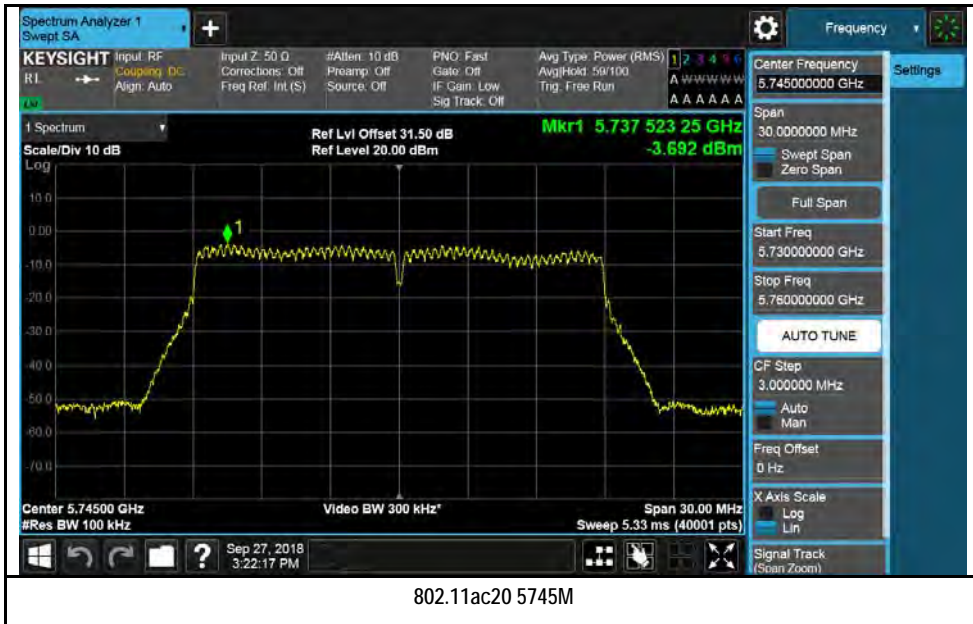 Spectrum Analyzer 1
Swept SA
Frequency
KEYSIGHT
RL
Input: RF
Coupling: DC
Align: Auto
Input Z: 50 Ω
Corrections: Off
Freq Ref: Int (S)
#Atten: 10 dB
Preamp: Off
Source: Off
PNO: Fast
Gate: Off
IF Gain: Low
Sig Track: Off
Avg Type: Power (RMS)
Avg|Hold: 59/100
Trig: Free Run
1 2 3 4 5 6
A W W W W W
A A A A A A
1 Spectrum
Scale/Div 10 dB
Ref Lvl Offset 31.50 dB
Ref Level 20.00 dBm
Mkr1 5.737 523 25 GHz
-3.692 dBm
Log
10.0
0.00
-10.0
-20.0
-30.0
-40.0
-50.0
-60.0
-70.0
1
Center 5.74500 GHz
#Res BW 100 kHz
Video BW 300 kHz*
Span 30.00 MHz
Sweep 5.33 ms (40001 pts)
Center Frequency
5.745000000 GHz
Settings
Span
30.0000000 MHz
Swept Span
Zero Span
Full Span
Start Freq
5.730000000 GHz
Stop Freq
5.760000000 GHz
AUTO TUNE
CF Step
3.000000 MHz
Auto
Man
Freq Offset
0 Hz
X Axis Scale
Log
Lin
Signal Track
(Span Zoom)
?
Sep 27, 2018
3:22:17 PM
802.11ac20 5745M